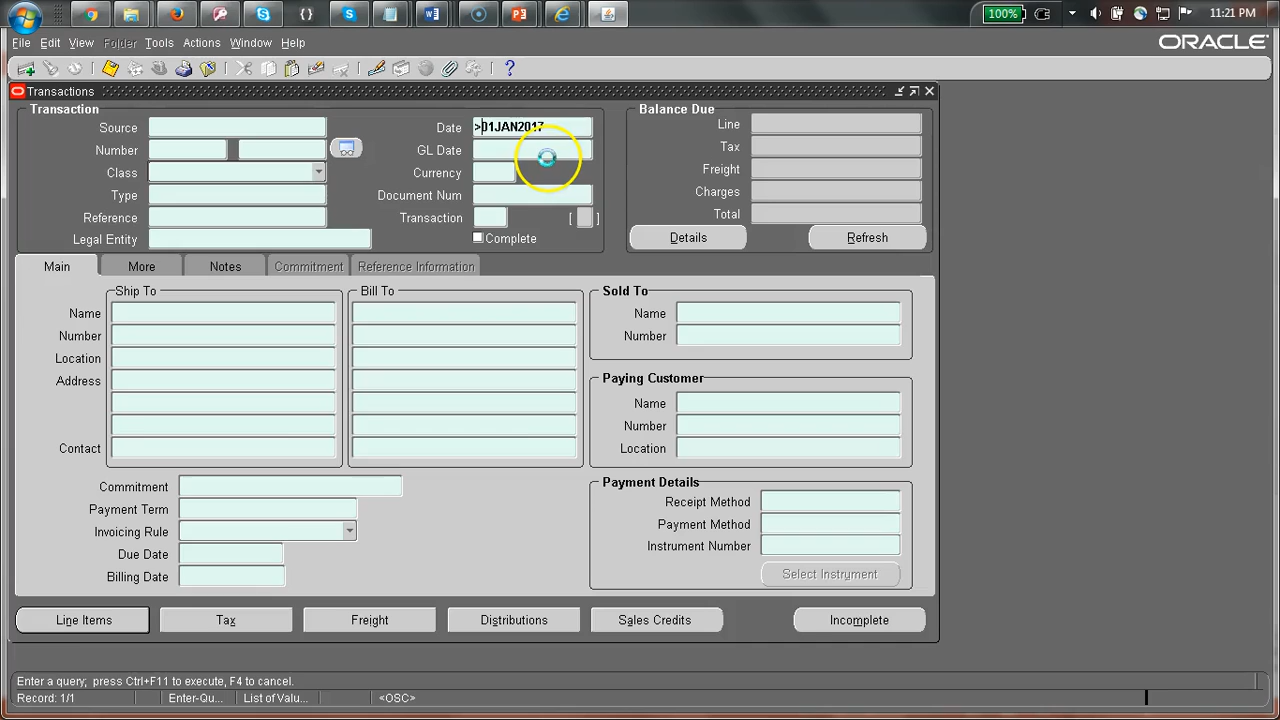 100%
11:21 PM
File Edit View Folder Tools Actions Window Help
ORACLE
Transactions
Transaction
Source
Date >01JAN2017
Number
GL Date
Class
Currency
Type
Document Num
Reference
Transaction [ ]
Legal Entity
Complete
Balance Due
Line
Tax
Freight
Charges
Total
Details Refresh
Main More Notes Commitment Reference Information
Ship To
Bill To
Name
Number
Location
Address
Contact
Sold To
Name
Number
Paying Customer
Name
Number
Location
Commitment
Payment Term
Invoicing Rule
Due Date
Billing Date
Payment Details
Receipt Method
Payment Method
Instrument Number
Select Instrument
Line Items Tax Freight Distributions Sales Credits Incomplete
Enter a query; press Ctrl+F11 to execute, F4 to cancel.
Record: 1/1 Enter-Qu... List of Valu... <OSC>